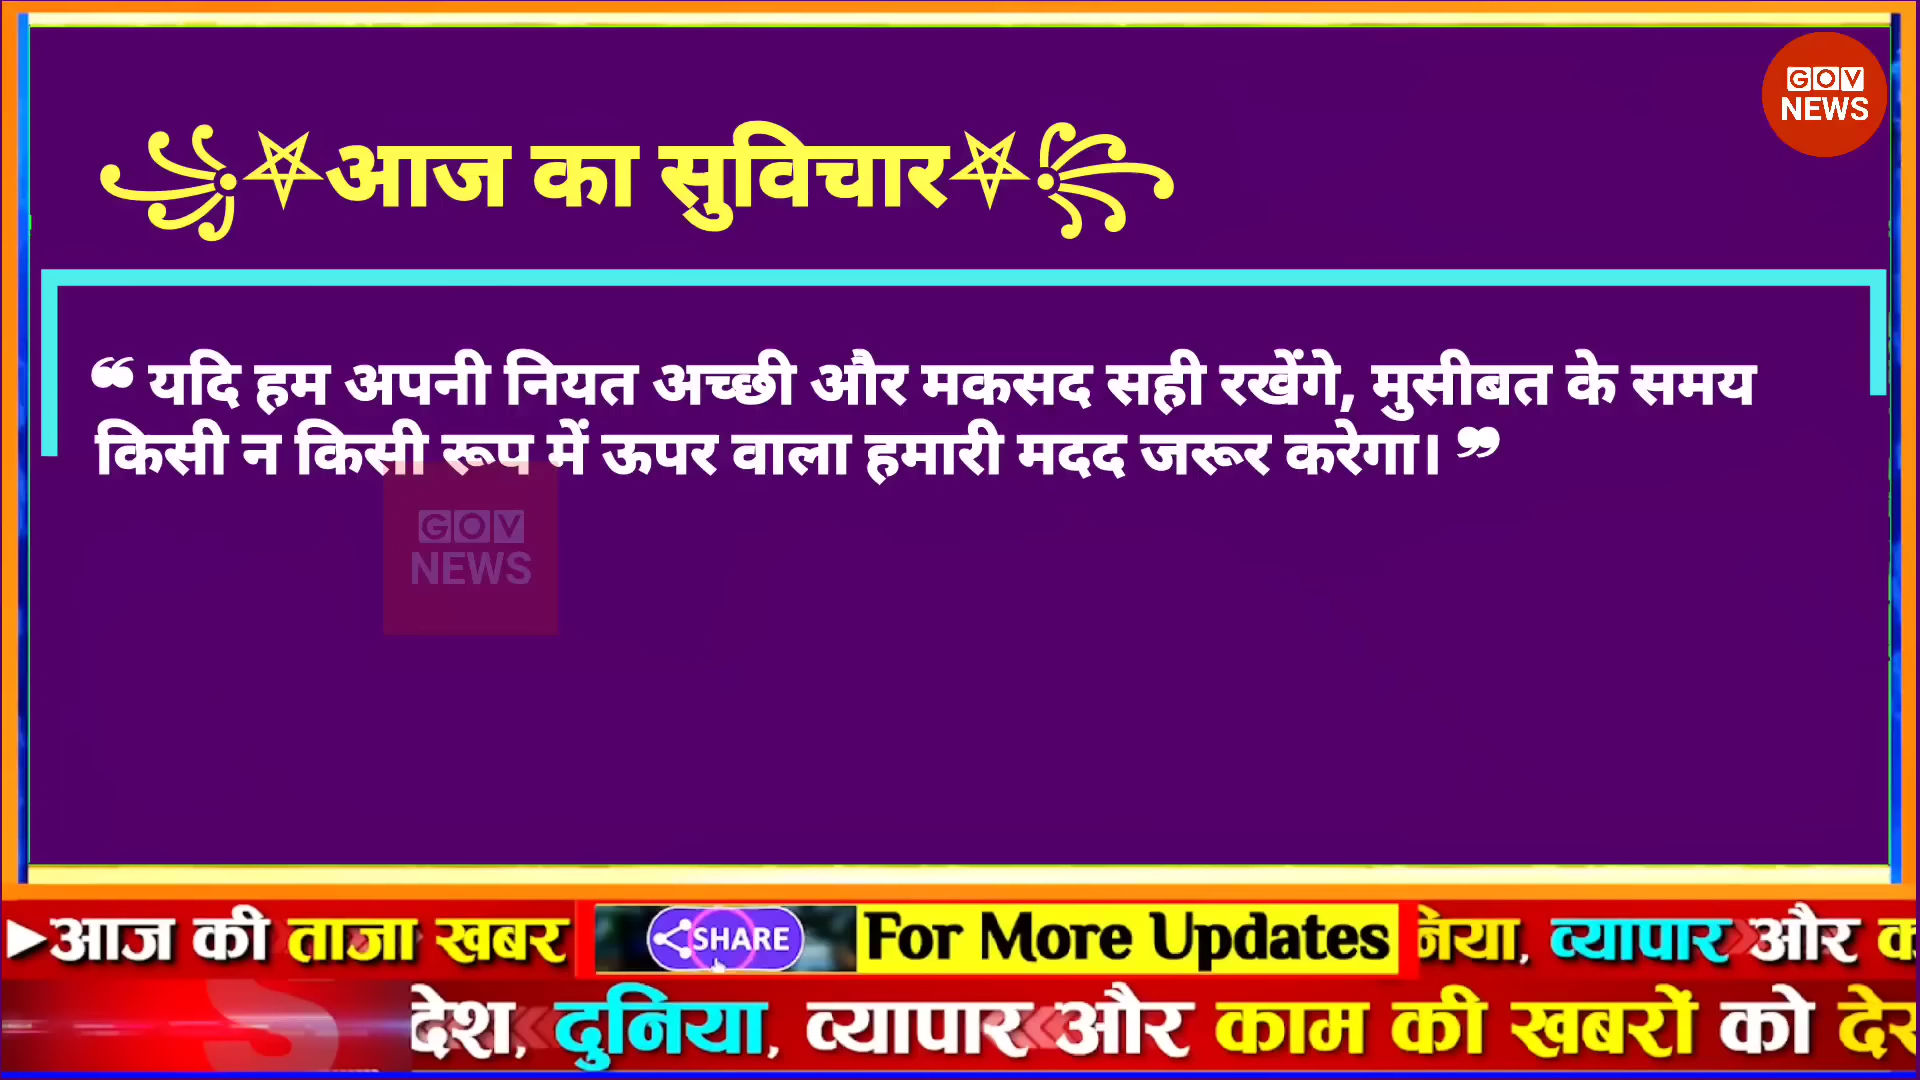 GOV
NEWS
आज का सुविचार
❝ यदि हम अपनी नियत अच्छी और मकसद सही रखेंगे, मुसीबत के समय
किसी न किसी रूप में ऊपर वाला हमारी मदद जरूर करेगा। ❞
GOV
NEWS
आज की ताजा खबर
SHARE
For More Updates
व्यापार और
देश, दुनिया, व्यापार और काम की खबरों को